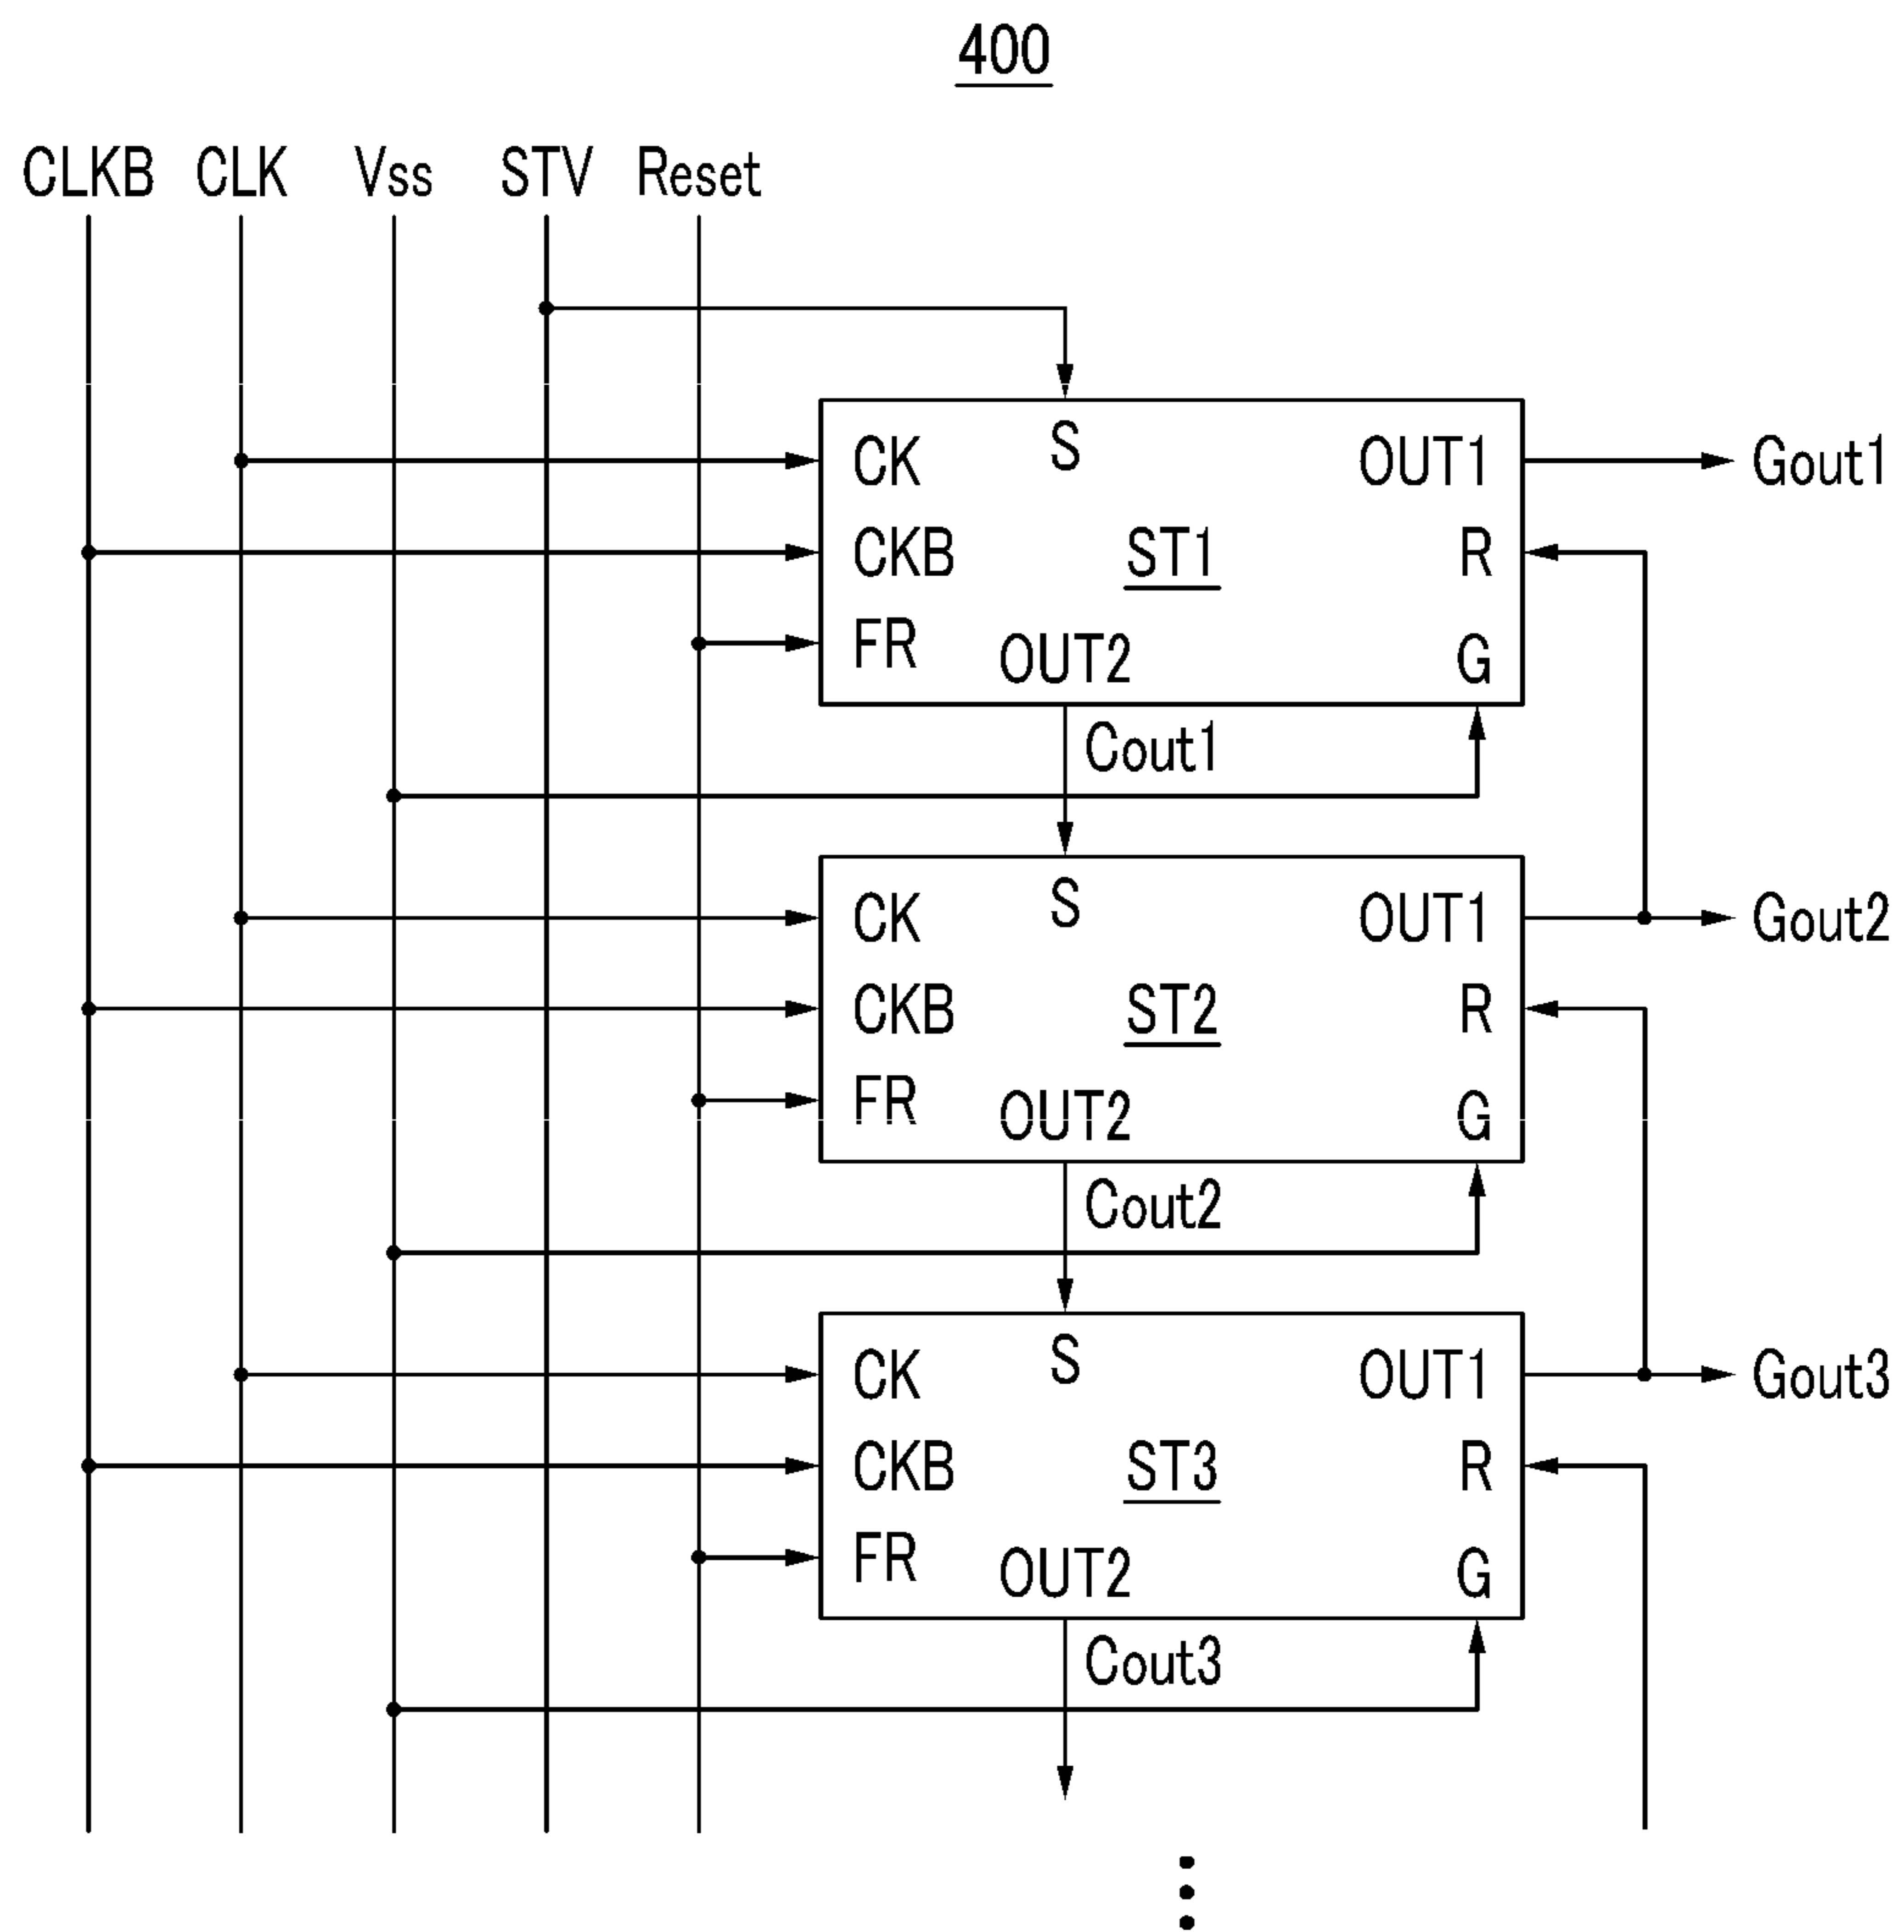 400
CLKB CLK Vss STV Reset
S
CK OUT1 Gout1
CKB ST1 R
FR OUT2 G
Cout1
S
CK OUT1 Gout2
CKB ST2 R
FR OUT2 G
Cout2
S
CK OUT1 Gout3
CKB ST3 R
FR OUT2 G
Cout3